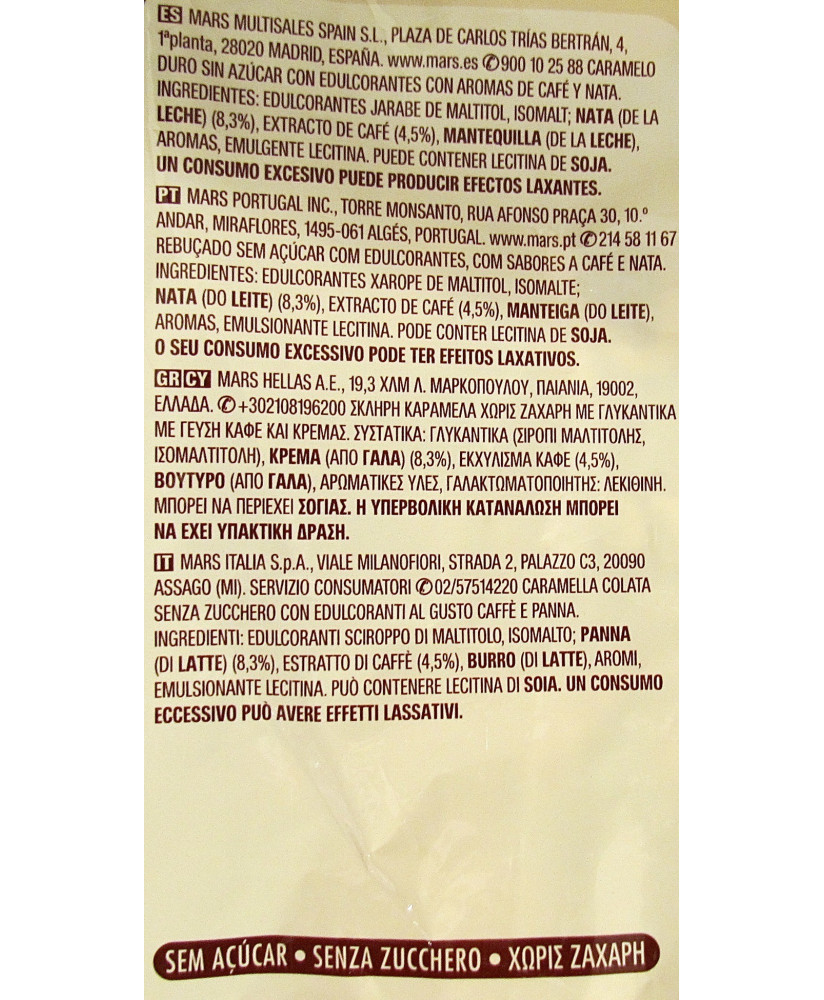 ES MARS MULTISALES SPAIN S.L., PLAZA DE CARLOS TRÍAS BERTRÁN, 4,
1ªplanta, 28020 MADRID, ESPAÑA. www.mars.es ✆900 10 25 88 CARAMELO
DURO SIN AZÚCAR CON EDULCORANTES CON AROMAS DE CAFÉ Y NATA.
INGREDIENTES: EDULCORANTES JARABE DE MALTITOL, ISOMALT; NATA (DE LA
LECHE) (8,3%), EXTRACTO DE CAFÉ (4,5%), MANTEQUILLA (DE LA LECHE),
AROMAS, EMULGENTE LECITINA. PUEDE CONTENER LECITINA DE SOJA.
UN CONSUMO EXCESIVO PUEDE PRODUCIR EFECTOS LAXANTES.
PT MARS PORTUGAL INC., TORRE MONSANTO, RUA AFONSO PRAÇA 30, 10.º
ANDAR, MIRAFLORES, 1495-061 ALGÉS, PORTUGAL. www.mars.pt ✆214 58 11 67
REBUÇADO SEM AÇÚCAR COM EDULCORANTES, COM SABORES A CAFÉ E NATA.
INGREDIENTES: EDULCORANTES XAROPE DE MALTITOL, ISOMALTE;
NATA (DO LEITE) (8,3%), EXTRACTO DE CAFÉ (4,5%), MANTEIGA (DO LEITE),
AROMAS, EMULSIONANTE LECITINA. PODE CONTER LECITINA DE SOJA.
O SEU CONSUMO EXCESSIVO PODE TER EFEITOS LAXATIVOS.
GR CY MARS HELLAS A.E., 19,3 ΧΛΜ Λ. ΜΑΡΚΟΠΟΥΛΟΥ, ΠΑΙΑΝΙΑ, 19002,
ΕΛΛΑΔΑ. ✆+302108196200 ΣΚΛΗΡΗ ΚΑΡΑΜΕΛΑ ΧΩΡΙΣ ΖΑΧΑΡΗ ΜΕ ΓΛΥΚΑΝΤΙΚΑ
ΜΕ ΓΕΥΣΗ ΚΑΦΕ ΚΑΙ ΚΡΕΜΑΣ. ΣΥΣΤΑΤΙΚΑ: ΓΛΥΚΑΝΤΙΚΑ (ΣΙΡΟΠΙ ΜΑΛΤΙΤΟΛΗΣ,
ΙΣΟΜΑΛΤΙΤΟΛΗ), ΚΡΕΜΑ (ΑΠΟ ΓΑΛΑ) (8,3%), ΕΚΧΥΛΙΣΜΑ ΚΑΦΕ (4,5%),
ΒΟΥΤΥΡΟ (ΑΠΟ ΓΑΛΑ), ΑΡΩΜΑΤΙΚΕΣ ΥΛΕΣ, ΓΑΛΑΚΤΩΜΑΤΟΠΟΙΗΤΗΣ: ΛΕΚΙΘΙΝΗ.
ΜΠΟΡΕΙ ΝΑ ΠΕΡΙΕΧΕΙ ΣΟΓΙΑΣ. Η ΥΠΕΡΒΟΛΙΚΗ ΚΑΤΑΝΑΛΩΣΗ ΜΠΟΡΕΙ
ΝΑ ΕΧΕΙ ΥΠΑΚΤΙΚΗ ΔΡΑΣΗ.
IT MARS ITALIA S.p.A., VIALE MILANOFIORI, STRADA 2, PALAZZO C3, 20090
ASSAGO (MI). SERVIZIO CONSUMATORI ✆02/57514220 CARAMELLA COLATA
SENZA ZUCCHERO CON EDULCORANTI AL GUSTO CAFFÈ E PANNA.
INGREDIENTI: EDULCORANTI SCIROPPO DI MALTITOLO, ISOMALTO; PANNA
(DI LATTE) (8,3%), ESTRATTO DI CAFFÈ (4,5%), BURRO (DI LATTE), AROMI,
EMULSIONANTE LECITINA. PUÒ CONTENERE LECITINA DI SOIA. UN CONSUMO
ECCESSIVO PUÒ AVERE EFFETTI LASSATIVI.
SEM AÇÚCAR • SENZA ZUCCHERO • ΧΩΡΙΣ ΖΑΧΑΡΗ